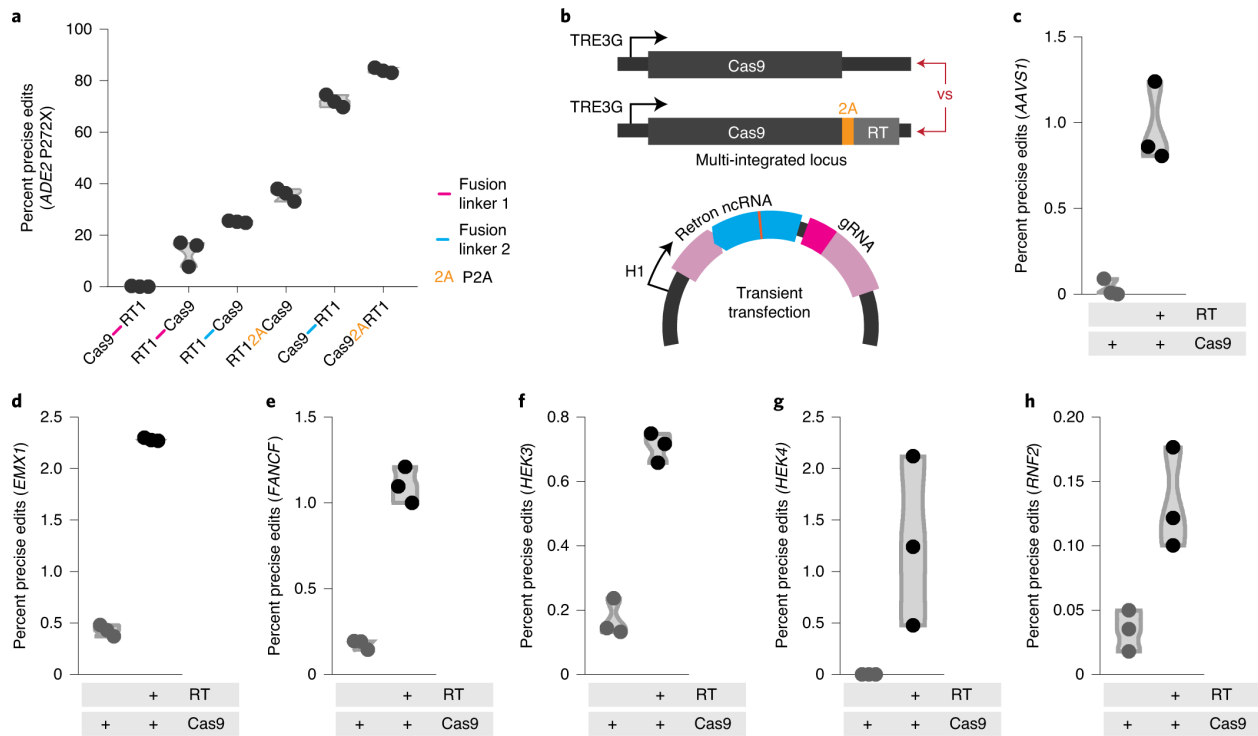 a
Percent precise edits
(ADE2 P272X)
100
80
60
40
20
0
Cas9 RT1
RT1 Cas9
RT1 Cas9
RT12ACas9
Cas9 RT1
Cas92ART1
Fusion
linker 1
Fusion
linker 2
2A P2A
b
TRE3G
Cas9
vs
TRE3G
2A
Cas9
RT
Multi-integrated locus
Retron ncRNA
gRNA
H1
Transient
transfection
c
Percent precise edits (AAVS1)
1.5
1.0
0.5
0
+ RT
+ + Cas9
d
Percent precise edits (EMX1)
2.5
2.0
1.5
1.0
0.5
0
+ RT
+ + Cas9
e
Percent precise edits (FANCF)
1.5
1.0
0.5
0
+ RT
+ + Cas9
f
Percent precise edits (HEK3)
0.8
0.6
0.4
0.2
0
+ RT
+ + Cas9
g
Percent precise edits (HEK4)
2.5
2.0
1.5
1.0
0.5
0
+ RT
+ + Cas9
h
Percent precise edits (RNF2)
0.20
0.15
0.10
0.05
0
+ RT
+ + Cas9